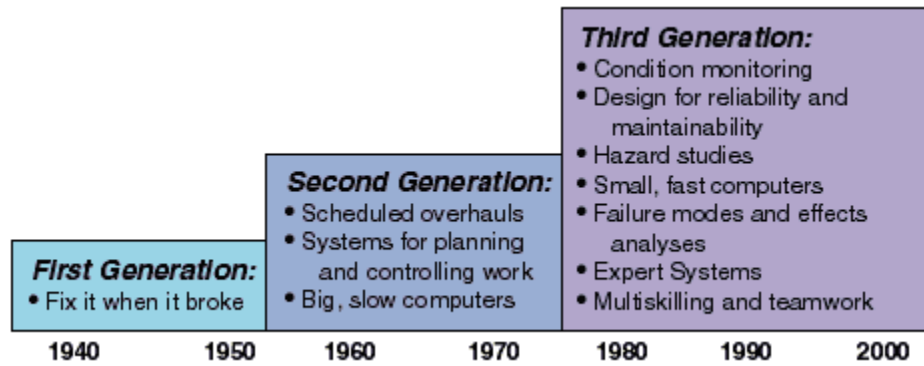 Third Generation:
• Condition monitoring
• Design for reliability and
maintainability
• Hazard studies
• Small, fast computers
• Failure modes and effects
analyses
• Expert Systems
• Multiskilling and teamwork
Second Generation:
• Scheduled overhauls
• Systems for planning
and controlling work
• Big, slow computers
First Generation:
• Fix it when it broke
1940 1950 1960 1970 1980 1990 2000